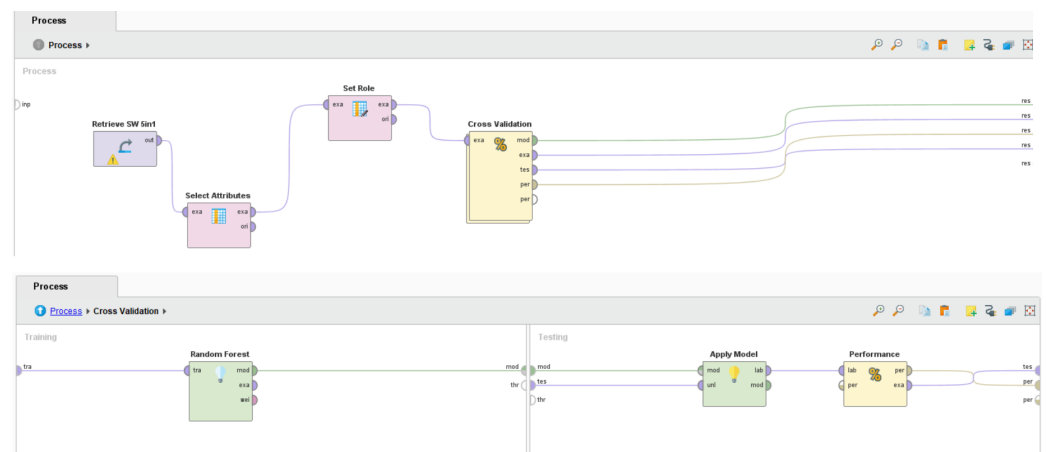 Process
Process
Process
inp
Retrieve SW 5in1
out
Select Attributes
exa exa
ori
Set Role
exa exa
ori
Cross Validation
exa mod
exa
tes
per
per
res
res
res
res
res
Process
Process Cross Validation
Training
tra
Random Forest
tra mod
exa
wei
mod
thr
Testing
mod
tes
thr
Apply Model
mod lab
unl mod
Performance
lab per
per exa
tes
per
per